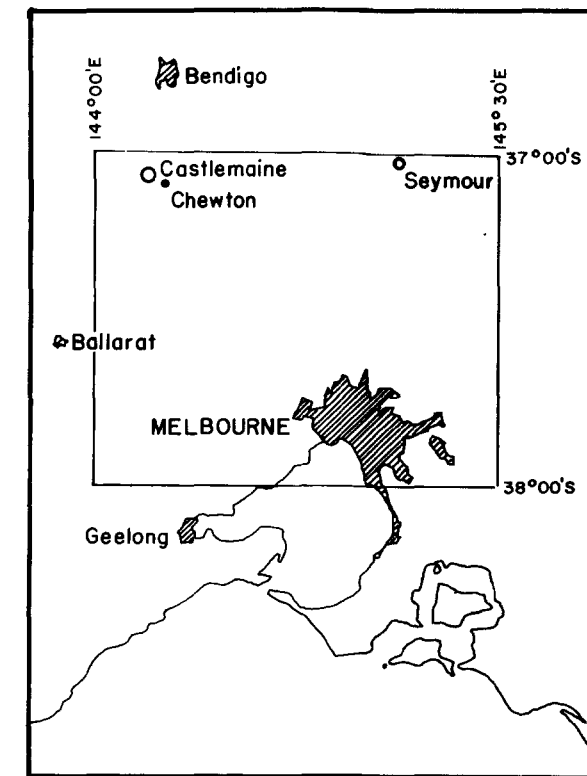 144°00'E
145°30'E
Bendigo
37°00'S
Castlemaine
Seymour
Chewton
Ballarat
MELBOURNE
38°00'S
Geelong